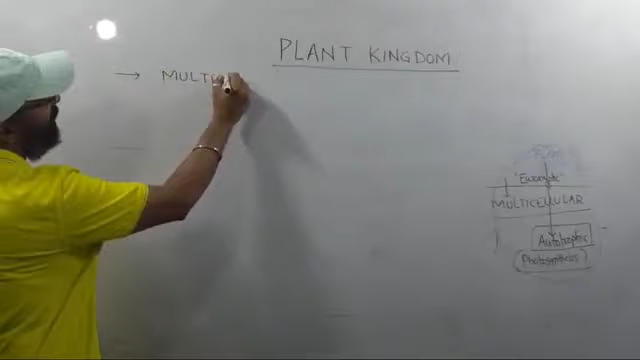 PLANT KINGDOM
→ MULTI
"Eukaryotic"
MULTICELLULAR
Autotrophic
Photosynthesis